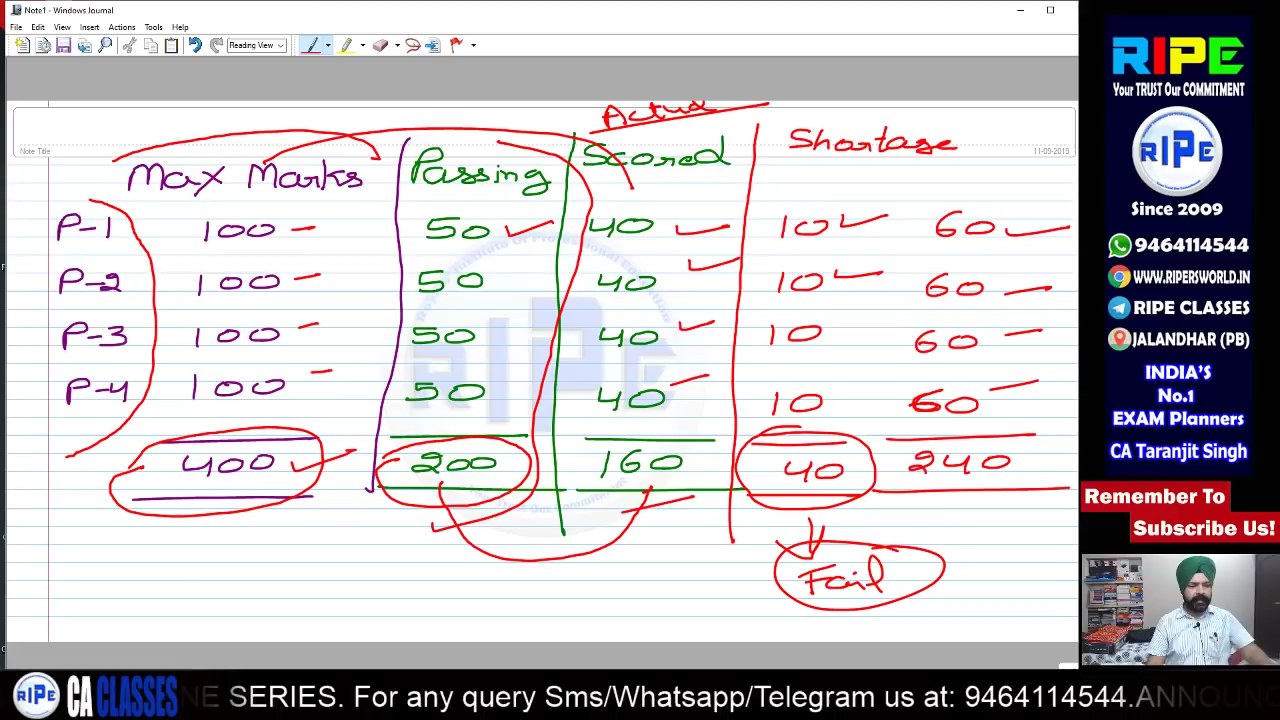 Note1 - Windows Journal
File Edit View Insert Actions Tools Help
Reading View
Note Title
11-05-2015
Actual
Max Marks Passing Scored Shortage
P-1 100 50 40 10 60
P-2 100 50 40 10 60
P-3 100 50 40 10 60
P-4 100 50 40 10 60
400 200 160 40 240
Fail
RIPE
Your TRUST Our COMMITMENT
RIPE
Since 2009
9464114544
WWW.RIPERSWORLD.IN
RIPE CLASSES
JALANDHAR (PB)
INDIA'S
No.1
EXAM Planners
CA Taranjit Singh
Remember To
Subscribe Us!
RIPE CA CLASSES NE SERIES. For any query Sms/Whatsapp/Telegram us at: 9464114544. ANNOUNC